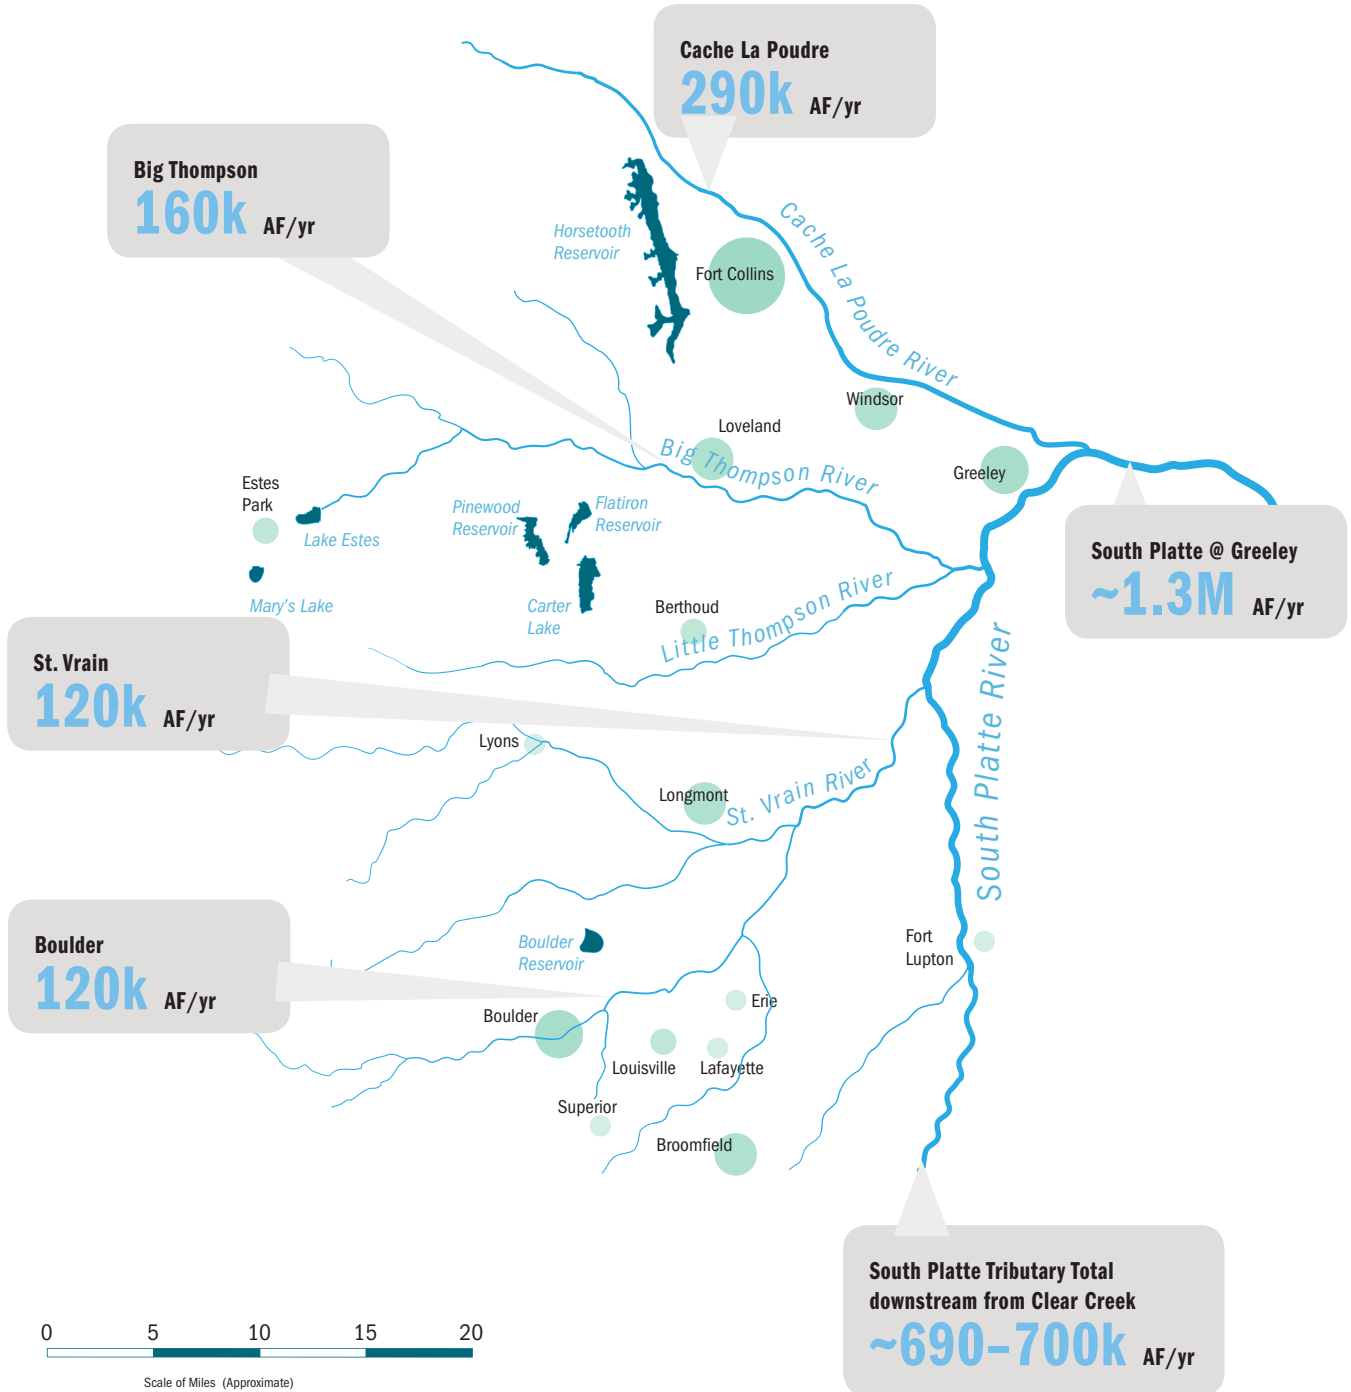 Cache La Poudre
290k AF/yr
Big Thompson
160k AF/yr
Horsetooth
Reservoir
Fort Collins
Cache La Poudre River
Windsor
Loveland
Big Thompson River
Greeley
Estes
Park
Lake Estes
Pinewood
Reservoir
Flatiron
Reservoir
South Platte @ Greeley
~1.3M AF/yr
Mary's Lake
Carter
Lake
Berthoud
Little Thompson River
St. Vrain
120k AF/yr
South Platte River
Lyons
Longmont
St. Vrain River
Boulder
120k AF/yr
Boulder
Reservoir
Fort
Lupton
Erie
Boulder
Louisville
Lafayette
Superior
Broomfield
South Platte Tributary Total
downstream from Clear Creek
~690–700k AF/yr
0 5 10 15 20
Scale of Miles (Approximate)